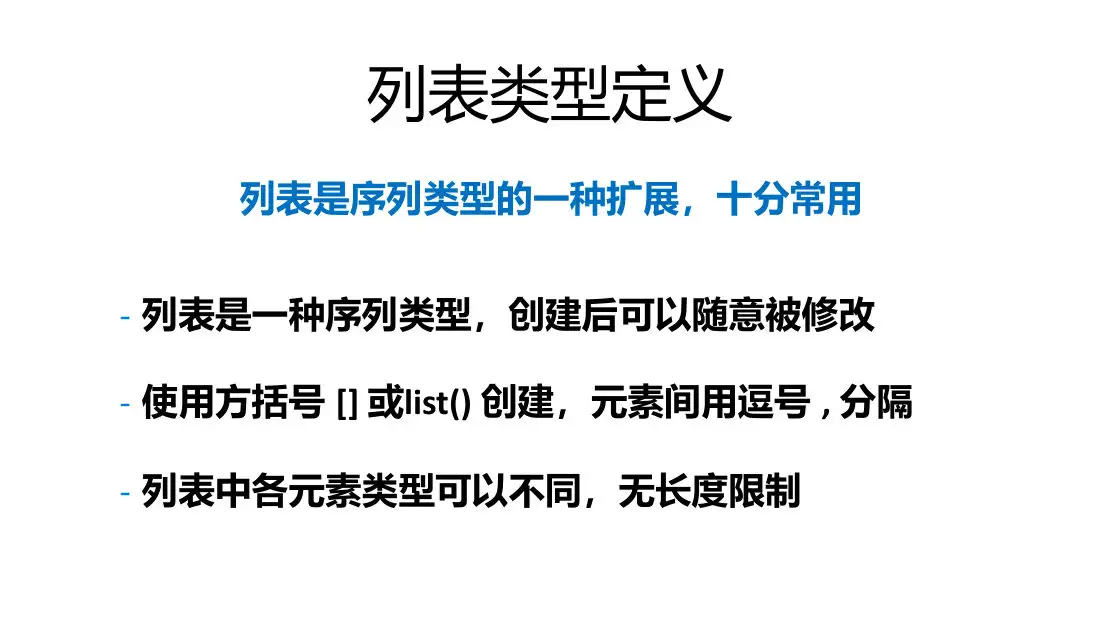 列表类型定义
列表是序列类型的一种扩展，十分常用
- 列表是一种序列类型，创建后可以随意被修改
- 使用方括号 [] 或list() 创建，元素间用逗号 , 分隔
- 列表中各元素类型可以不同，无长度限制